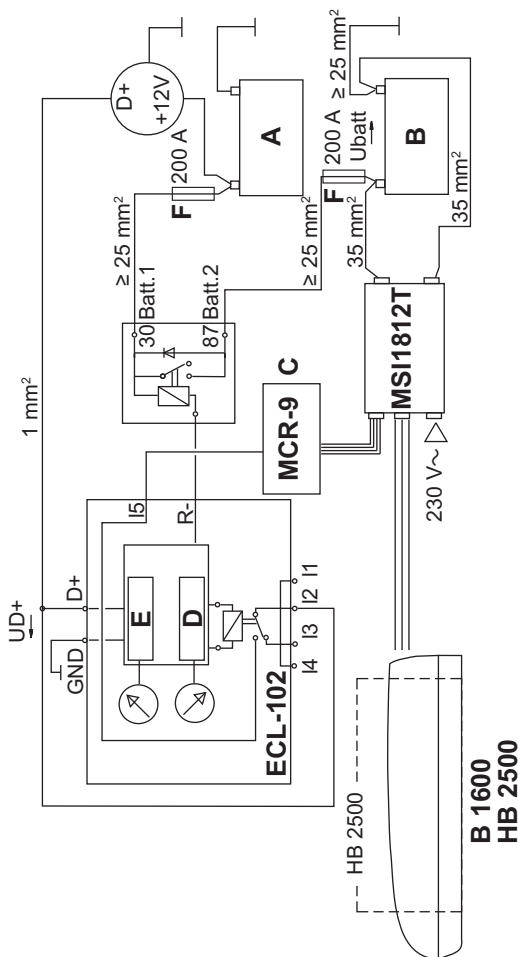 1 mm²
D+
+12V
UD+
GND
D+
E
D
I5
R-
I4
I3
I2
I1
ECL-102
30 Batt.1
87 Batt.2
≥ 25 mm²
F
200 A
A
≥ 25 mm²
F
200 A
Ubatt
≥ 25 mm²
B
35 mm²
35 mm²
MCR-9
C
MSI1812T
230 V~
HB 2500
B 1600
HB 2500